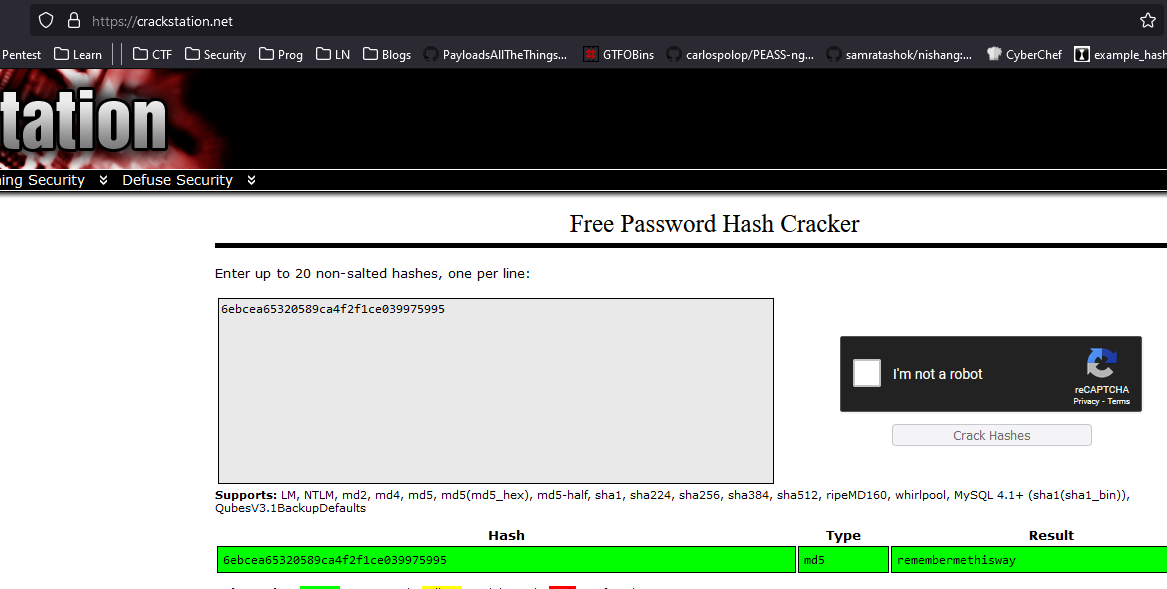 https://crackstation.net
Pentest Learn CTF Security Prog LN Blogs PayloadsAllTheThings... GTFOBins carlospolop/PEASS-ng... samratashok/nishang:... CyberChef example_hash
tation
ing Security Defuse Security
Free Password Hash Cracker
Enter up to 20 non-salted hashes, one per line:
6ebcea65320589ca4f2f1ce039975995
I'm not a robot
reCAPTCHA
Privacy - Terms
Crack Hashes
Supports: LM, NTLM, md2, md4, md5, md5(md5_hex), md5-half, sha1, sha224, sha256, sha384, sha512, ripeMD160, whirlpool, MySQL 4.1+ (sha1(sha1_bin)),
QubesV3.1BackupDefaults
Hash Type Result
6ebcea65320589ca4f2f1ce039975995 md5 remembermethisway